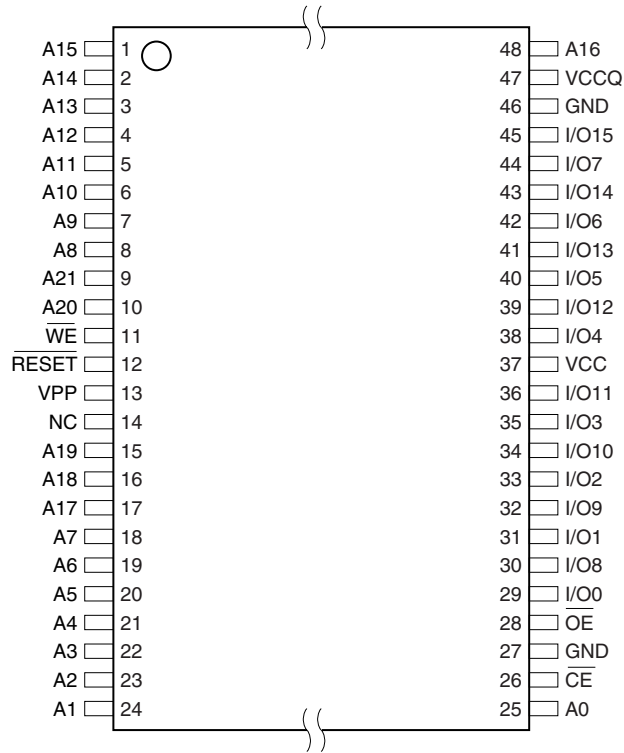 A15 1 48 A16
A14 2 47 VCCQ
A13 3 46 GND
A12 4 45 I/O15
A11 5 44 I/O7
A10 6 43 I/O14
A9 7 42 I/O6
A8 8 41 I/O13
A21 9 40 I/O5
A20 10 39 I/O12
WE 11 38 I/O4
RESET 12 37 VCC
VPP 13 36 I/O11
NC 14 35 I/O3
A19 15 34 I/O10
A18 16 33 I/O2
A17 17 32 I/O9
A7 18 31 I/O1
A6 19 30 I/O8
A5 20 29 I/O0
A4 21 28 OE
A3 22 27 GND
A2 23 26 CE
A1 24 25 A0